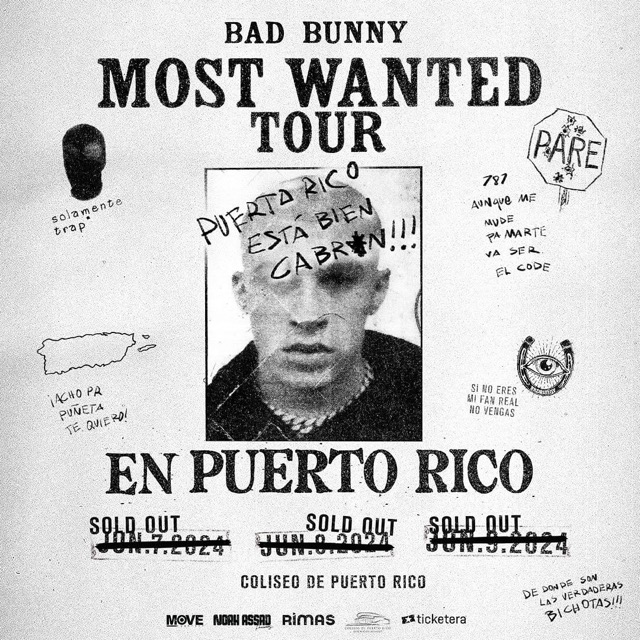 BAD BUNNY
MOST WANTED
TOUR
PARE
solamente
trap
PUERTO RICO
ESTÁ BIEN
CABR*N!!!
787
AUNQUE ME
MUDE
PA MARTE
VA SER
EL CODE
¡ACHO PR
PUÑETA
TE QUIERO!
SI NO ERES
MI FAN REAL
NO VENGAS
EN PUERTO RICO
SOLD OUT
JUN.7.2024
SOLD OUT
JUN.8.2024
SOLD OUT
JUN.9.2024
COLISEO DE PUERTO RICO
DE DONDE SON
LAS VERDADERAS
BICHOTAS!!!
MOVE NOAH ASSAD RIMAS ticketera